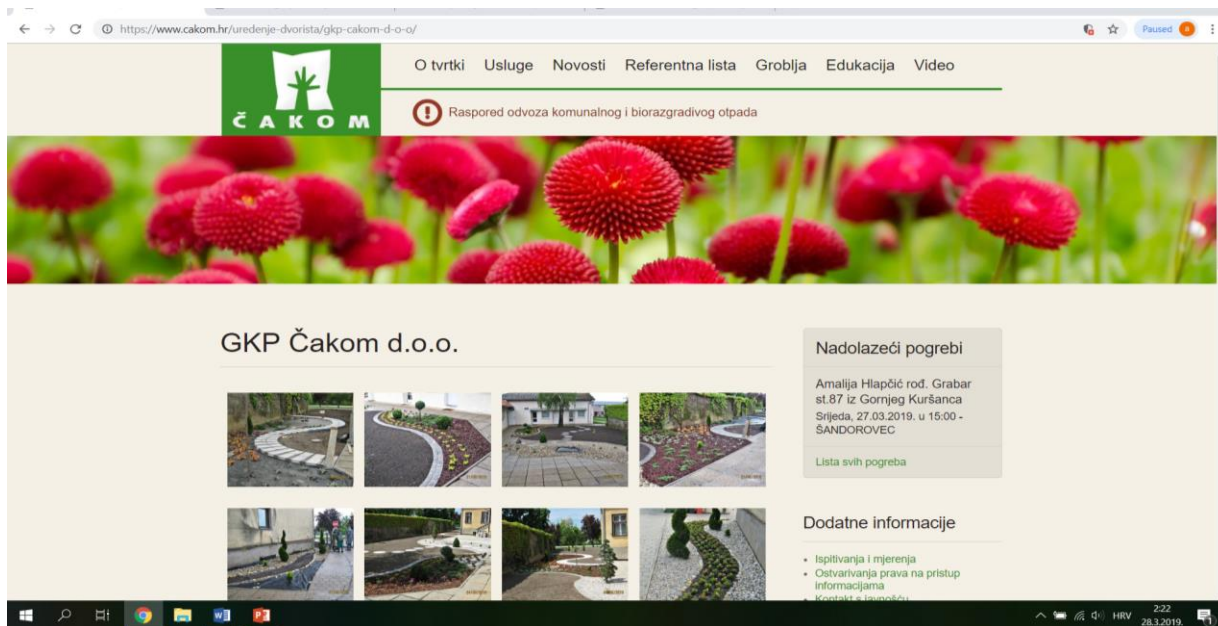 https://www.cakom.hr/uredenje-dvorista/gkp-cakom-d-o-o/
Paused
ČAKOM
O tvrtki Usluge Novosti Referentna lista Groblja Edukacija Video
Raspored odvoza komunalnog i biorazgradivog otpada
GKP Čakom d.o.o.
Nadolazeći pogrebi
Amalija Hlapčić rođ. Grabar
st.87 iz Gornjeg Kuršanca
Srijeda, 27.03.2019. u 15:00 -
ŠANDOROVEC
Lista svih pogreba
Dodatne informacije
Ispitivanja i mjerenja
Ostvarivanja prava na pristup
informacijama
Kontakt s javnošću
HRV
2:22
28.3.2019.